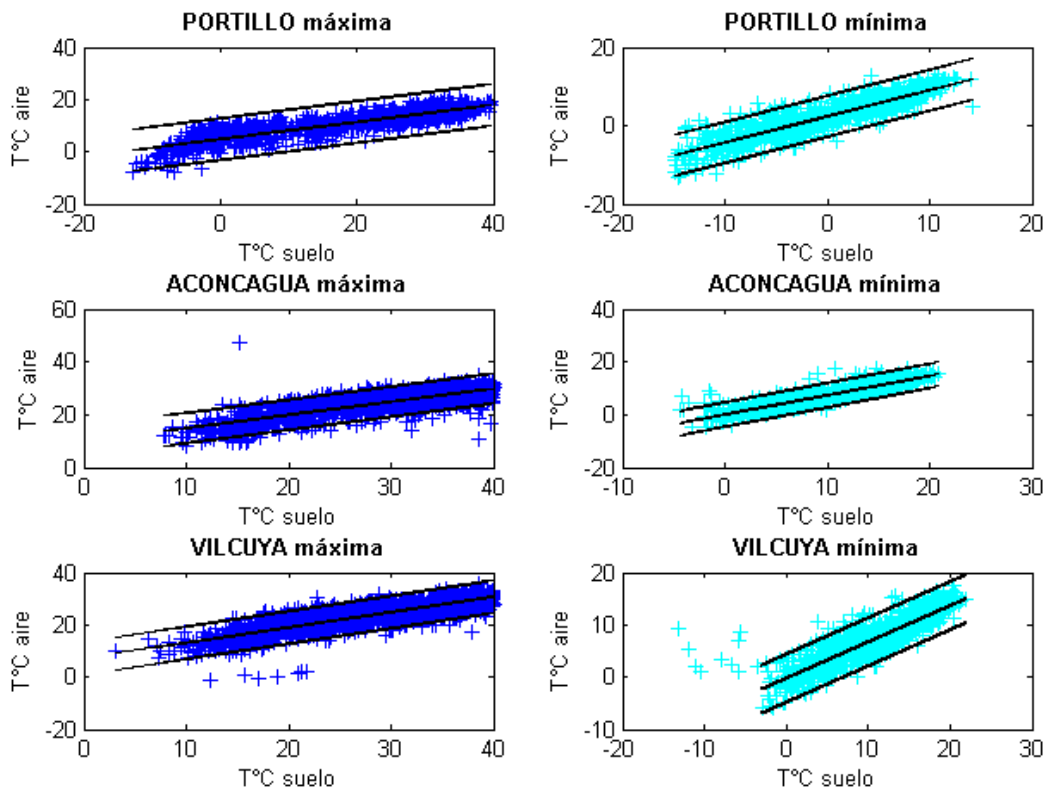 PORTILLO máxima
40
20
0
-20
T°C aire
-20 0 20 40
T°C suelo
PORTILLO mínima
20
0
-20
T°C aire
-20 -10 0 10 20
T°C suelo
ACONCAGUA máxima
60
40
20
0
T°C aire
0 10 20 30 40
T°C suelo
ACONCAGUA mínima
40
20
0
-20
T°C aire
-10 0 10 20 30
T°C suelo
VILCUYA máxima
40
20
0
-20
T°C aire
0 10 20 30 40
T°C suelo
VILCUYA mínima
20
10
0
-10
T°C aire
-20 -10 0 10 20 30
T°C suelo